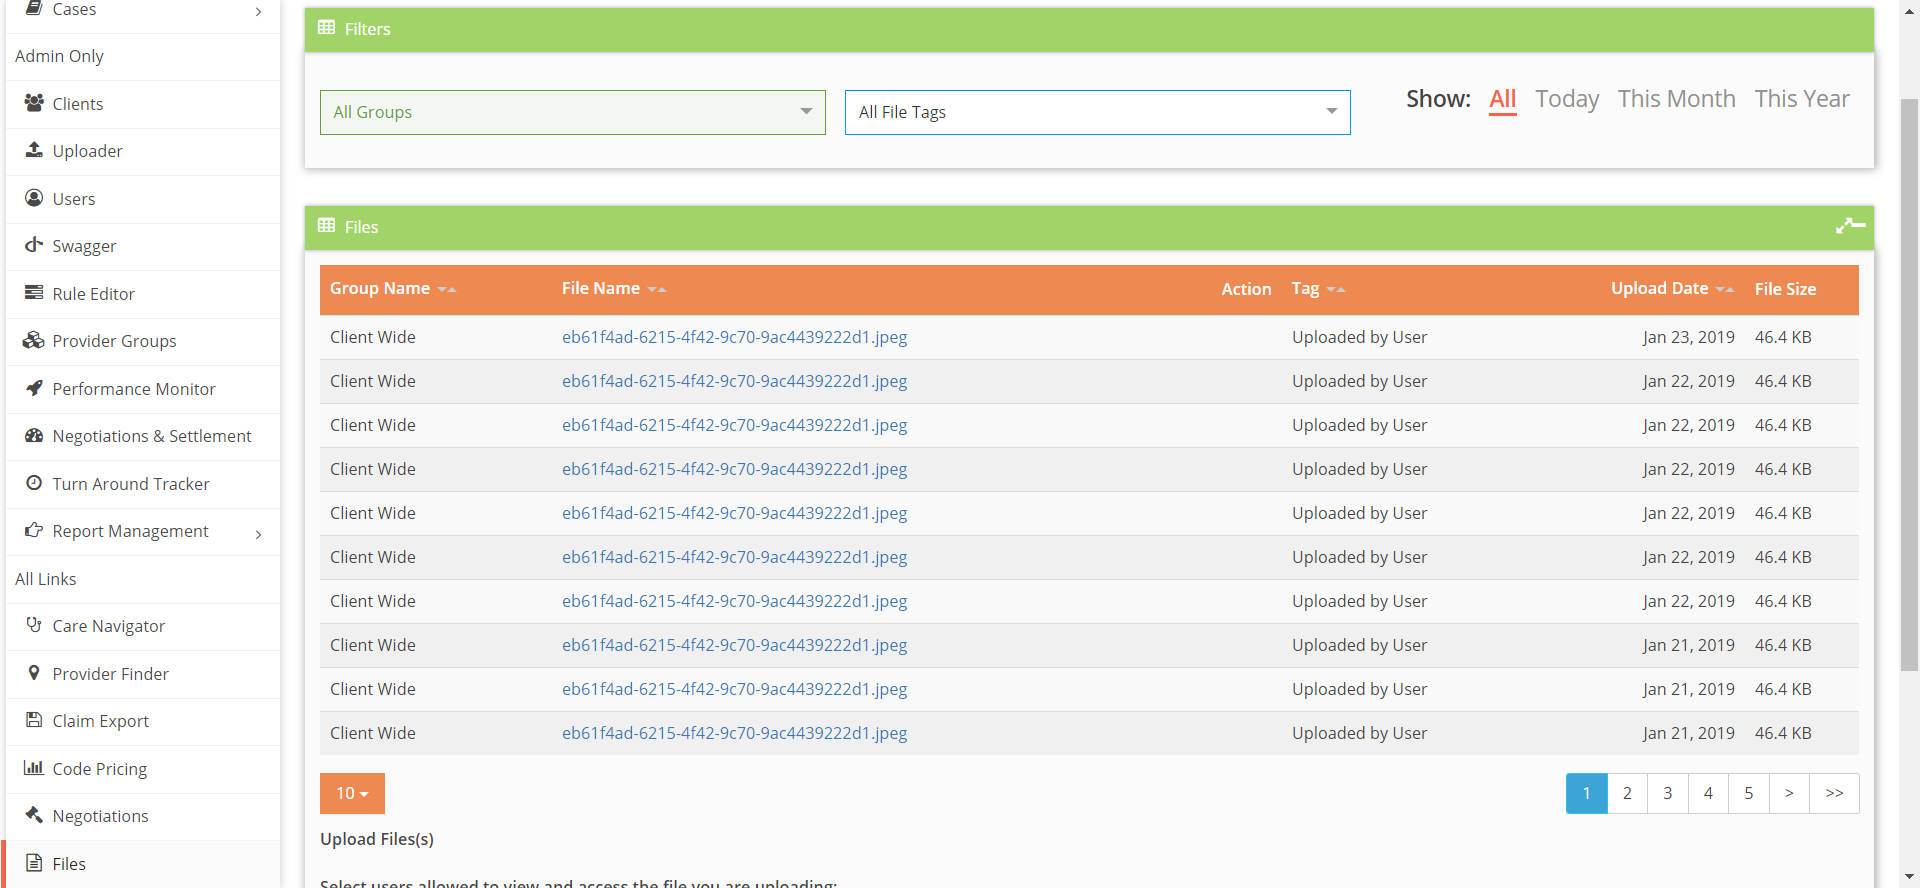 Cases
Admin Only
Clients
Uploader
Users
Swagger
Rule Editor
Provider Groups
Performance Monitor
Negotiations & Settlement
Turn Around Tracker
Report Management
All Links
Care Navigator
Provider Finder
Claim Export
Code Pricing
Negotiations
Files
Filters
All Groups All File Tags Show: All Today This Month This Year
Files
Group Name File Name Action Tag Upload Date File Size
Client Wide eb61f4ad-6215-4f42-9c70-9ac4439222d1.jpeg Uploaded by User Jan 23, 2019 46.4 KB
Client Wide eb61f4ad-6215-4f42-9c70-9ac4439222d1.jpeg Uploaded by User Jan 22, 2019 46.4 KB
Client Wide eb61f4ad-6215-4f42-9c70-9ac4439222d1.jpeg Uploaded by User Jan 22, 2019 46.4 KB
Client Wide eb61f4ad-6215-4f42-9c70-9ac4439222d1.jpeg Uploaded by User Jan 22, 2019 46.4 KB
Client Wide eb61f4ad-6215-4f42-9c70-9ac4439222d1.jpeg Uploaded by User Jan 22, 2019 46.4 KB
Client Wide eb61f4ad-6215-4f42-9c70-9ac4439222d1.jpeg Uploaded by User Jan 22, 2019 46.4 KB
Client Wide eb61f4ad-6215-4f42-9c70-9ac4439222d1.jpeg Uploaded by User Jan 22, 2019 46.4 KB
Client Wide eb61f4ad-6215-4f42-9c70-9ac4439222d1.jpeg Uploaded by User Jan 21, 2019 46.4 KB
Client Wide eb61f4ad-6215-4f42-9c70-9ac4439222d1.jpeg Uploaded by User Jan 21, 2019 46.4 KB
Client Wide eb61f4ad-6215-4f42-9c70-9ac4439222d1.jpeg Uploaded by User Jan 21, 2019 46.4 KB
10 1 2 3 4 5 > >>
Upload Files(s)
Select users allowed to view and access the file you are uploading: